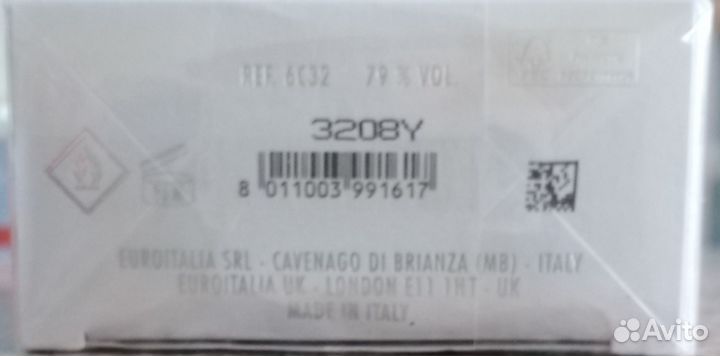 REF. 6C32 79 % VOL.
3208Y
8 011003 991617
EUROITALIA SRL - CAVENAGO DI BRIANZA (MB) - ITALY
EUROITALIA UK - LONDON E11 1HT - UK
MADE IN ITALY
Avito